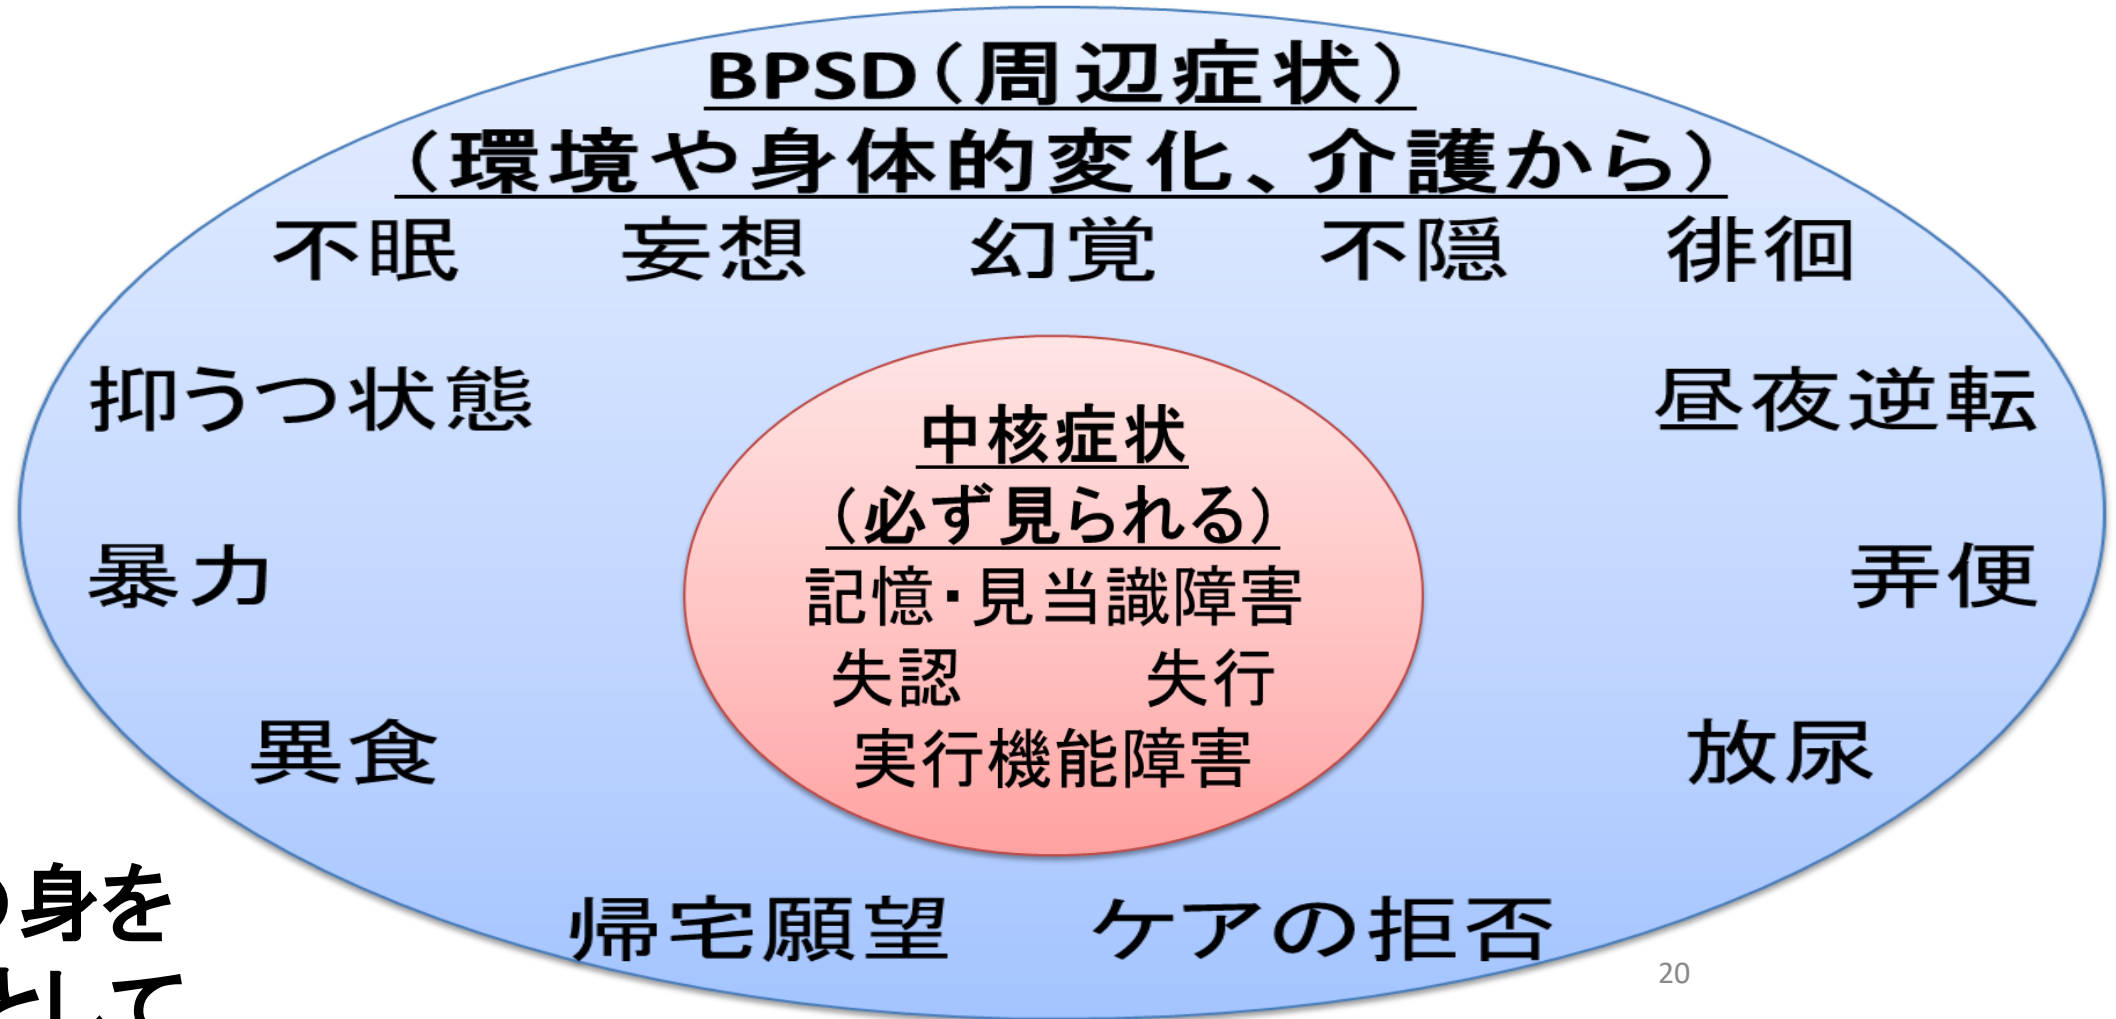 BPSD（周辺症状）
（環境や身体的変化、介護から）
不眠 妄想 幻覚 不隠 徘徊
抑うつ状態 昼夜逆転
中核症状
（必ず見られる）
記憶・見当識障害
失認 失行
実行機能障害
暴力 弄便
異食 放尿
帰宅願望 ケアの拒否
身を
として
20